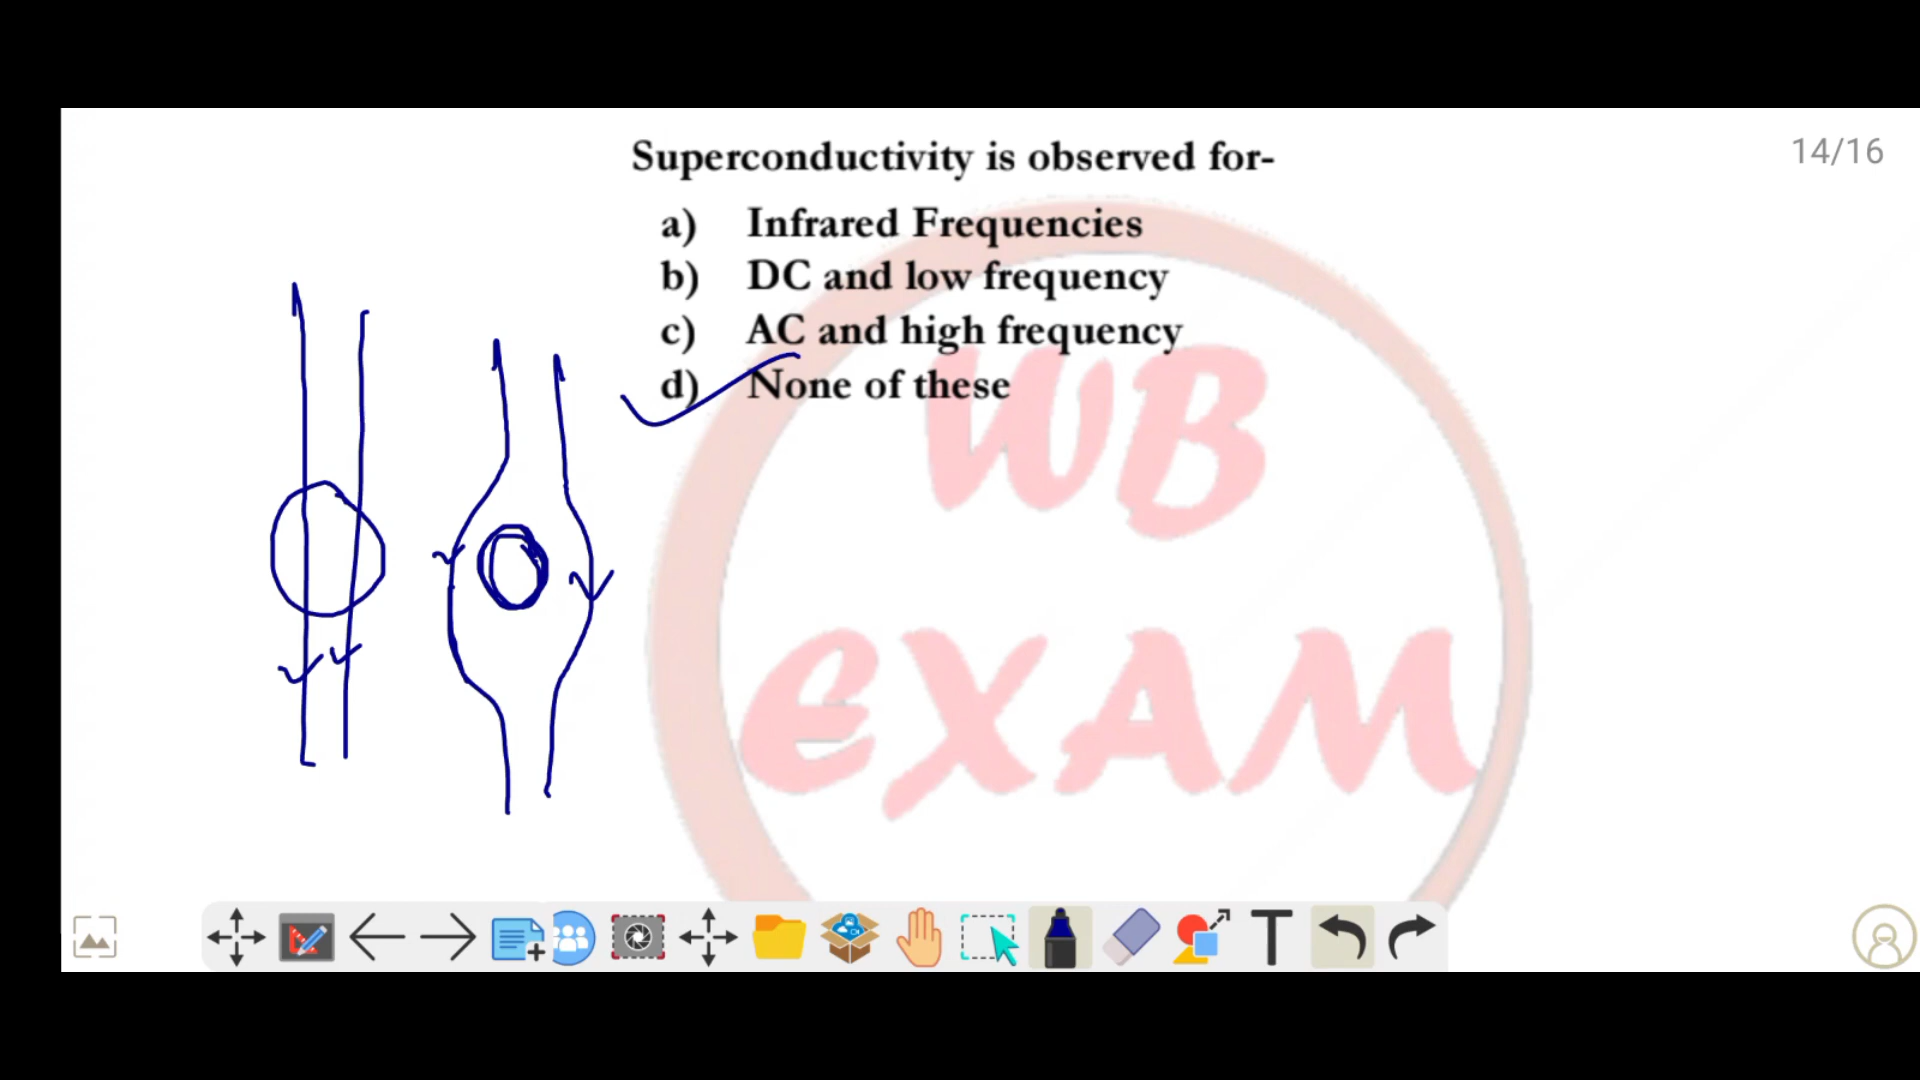 Superconductivity is observed for-
14/16
a) Infrared Frequencies
b) DC and low frequency
c) AC and high frequency
d) None of these
WB
EXAM
T